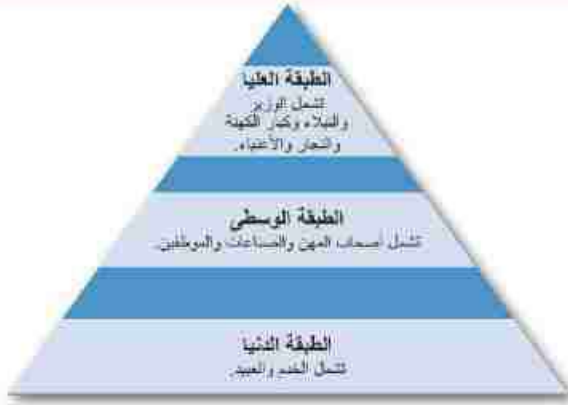 الطبقة العليا
تشمل الوزير
والنبلاء وكبار الكهنة
والتجار والأغنياء.
الطبقة الوسطى
تشمل أصحاب المهن والصناعات والموظفين.
الطبقة الدنيا
تشمل الخدم والعبيد.